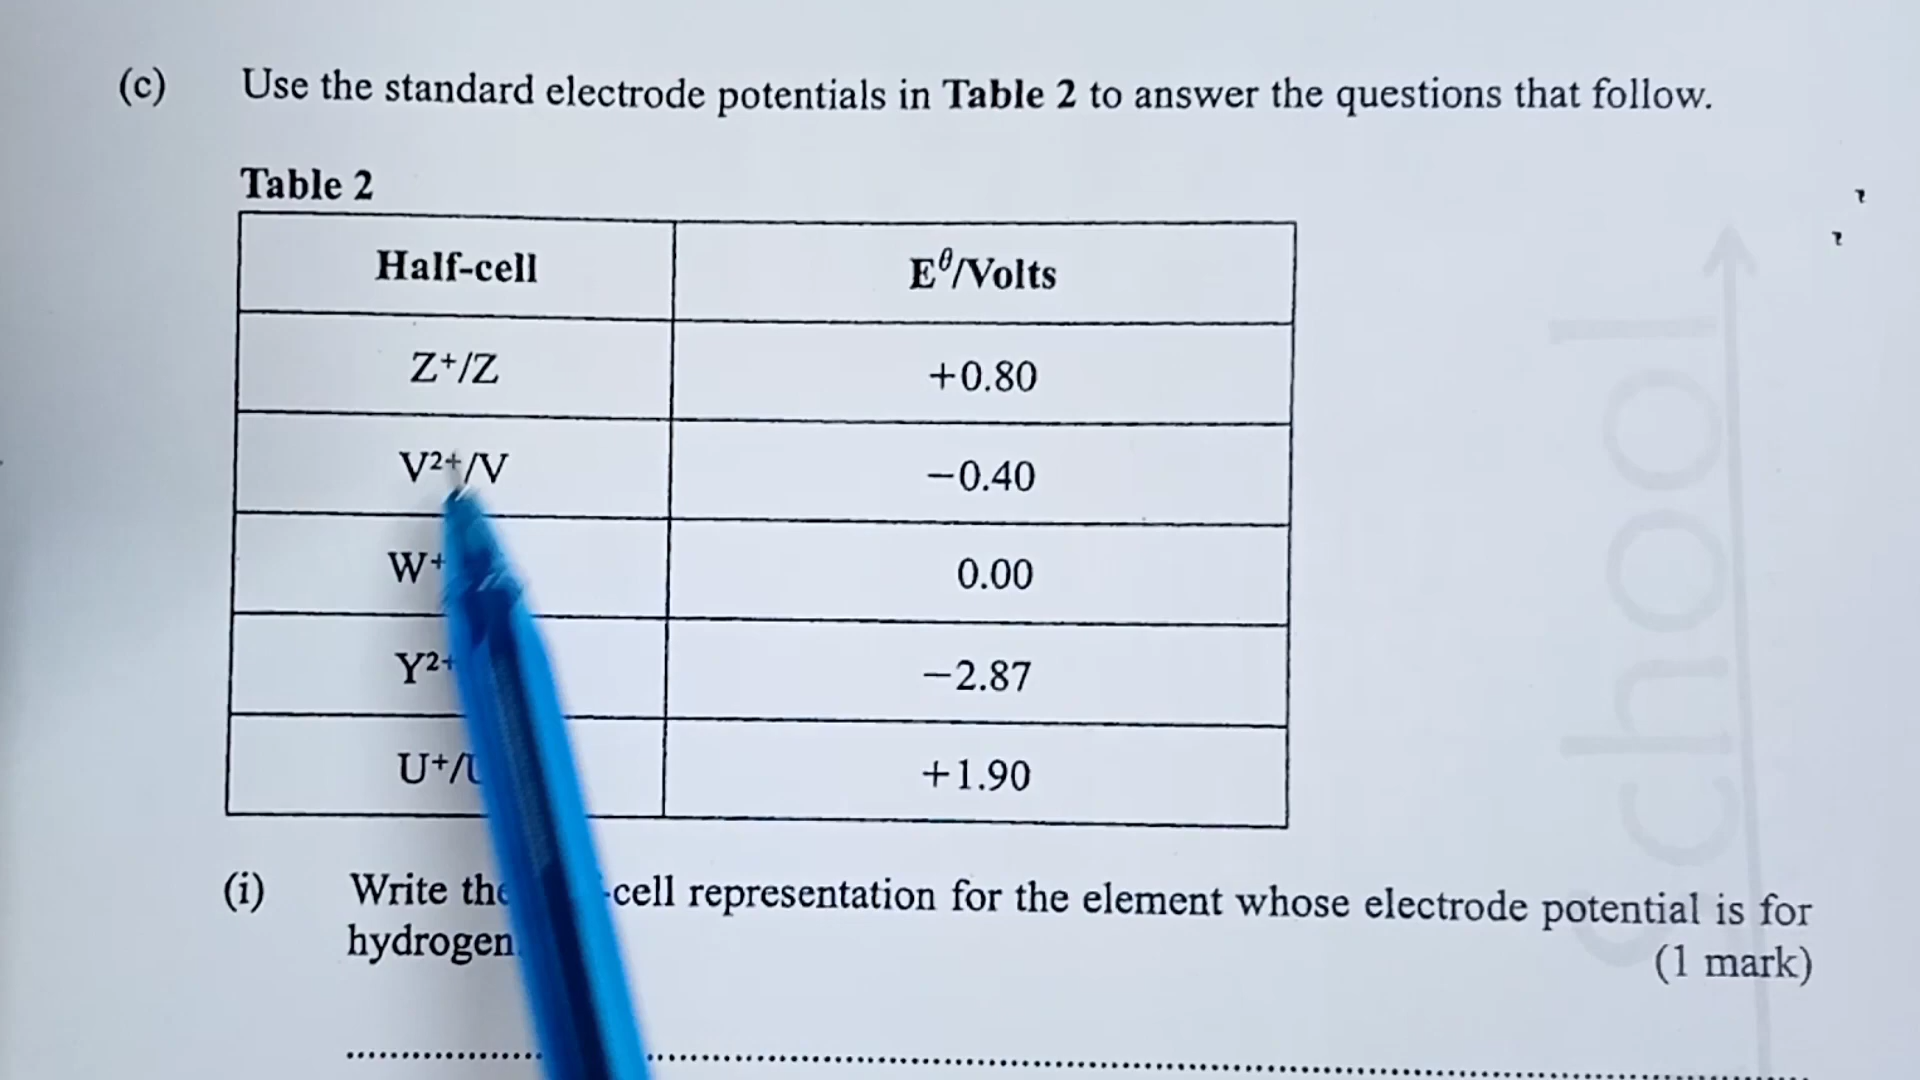 (c) Use the standard electrode potentials in Table 2 to answer the questions that follow.
Table 2
Half-cell E^θ/Volts
Z⁺/Z +0.80
V²⁺/V −0.40
W⁺ 0.00
Y²⁺ −2.87
U⁺/U +1.90
(i) Write the -cell representation for the element whose electrode potential is for
hydrogen.
(1 mark)
chool